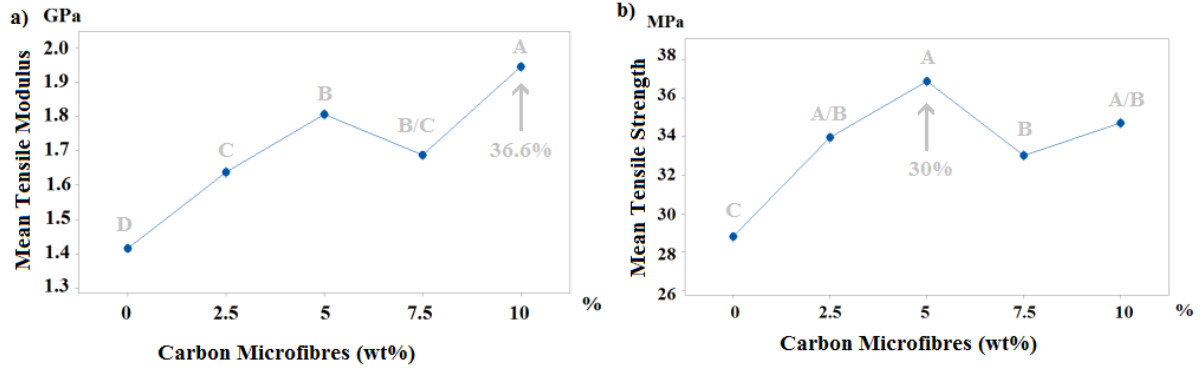 a)
GPa
Mean Tensile Modulus
2.0
1.9
1.8
1.7
1.6
1.5
1.4
1.3
D
C
B
B/C
A
36.6%
0 2.5 5 7.5 10 %
Carbon Microfibres (wt%)
b)
MPa
Mean Tensile Strength
38
36
34
32
30
28
26
C
A/B
A
30%
B
A/B
0 2.5 5 7.5 10 %
Carbon Microfibres (wt%)